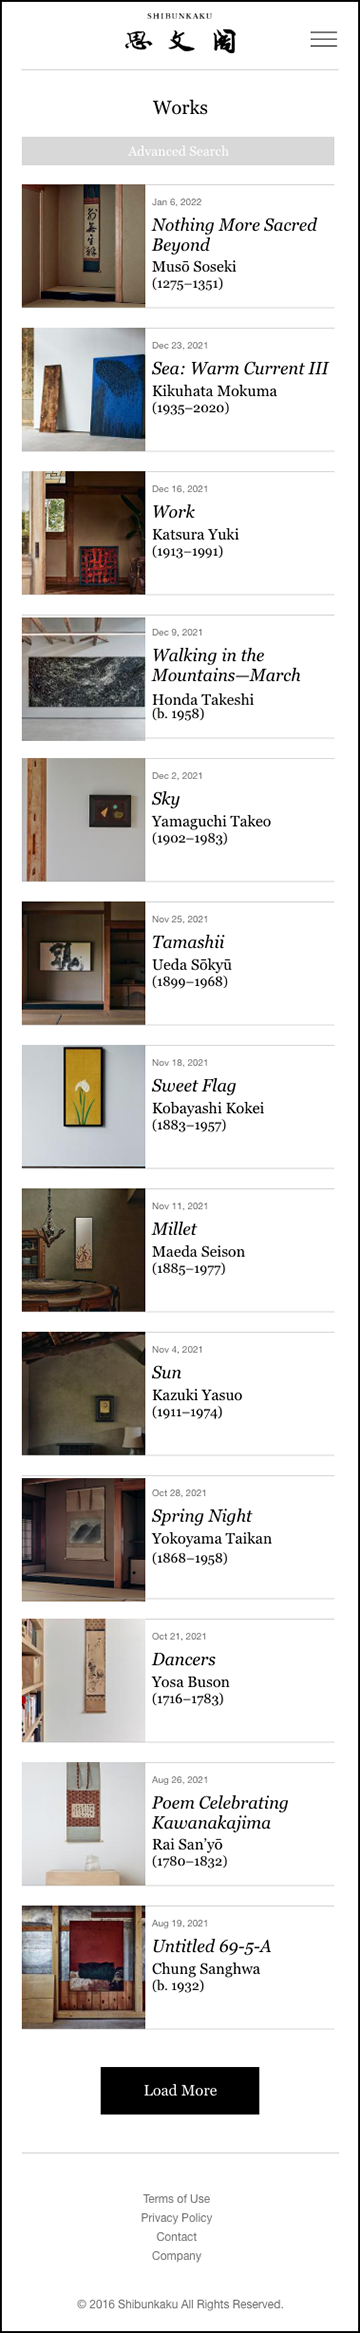 SHIBUNKAKU
思文閣
Works
Advanced Search
Jan 6, 2022
Nothing More Sacred
Beyond
Musō Soseki
(1275–1351)
Dec 23, 2021
Sea: Warm Current III
Kikuhata Mokuma
(1935–2020)
Dec 16, 2021
Work
Katsura Yuki
(1913–1991)
Dec 9, 2021
Walking in the
Mountains—March
Honda Takeshi
(b. 1958)
Dec 2, 2021
Sky
Yamaguchi Takeo
(1902–1983)
Nov 25, 2021
Tamashii
Ueda Sōkyū
(1899–1968)
Nov 18, 2021
Sweet Flag
Kobayashi Kokei
(1883–1957)
Nov 11, 2021
Millet
Maeda Seison
(1885–1977)
Nov 4, 2021
Sun
Kazuki Yasuo
(1911–1974)
Oct 28, 2021
Spring Night
Yokoyama Taikan
(1868–1958)
Oct 21, 2021
Dancers
Yosa Buson
(1716–1783)
Aug 26, 2021
Poem Celebrating
Kawanakajima
Rai San’yō
(1780–1832)
Aug 19, 2021
Untitled 69-5-A
Chung Sanghwa
(b. 1932)
Load More
Terms of Use
Privacy Policy
Contact
Company
© 2016 Shibunkaku All Rights Reserved.